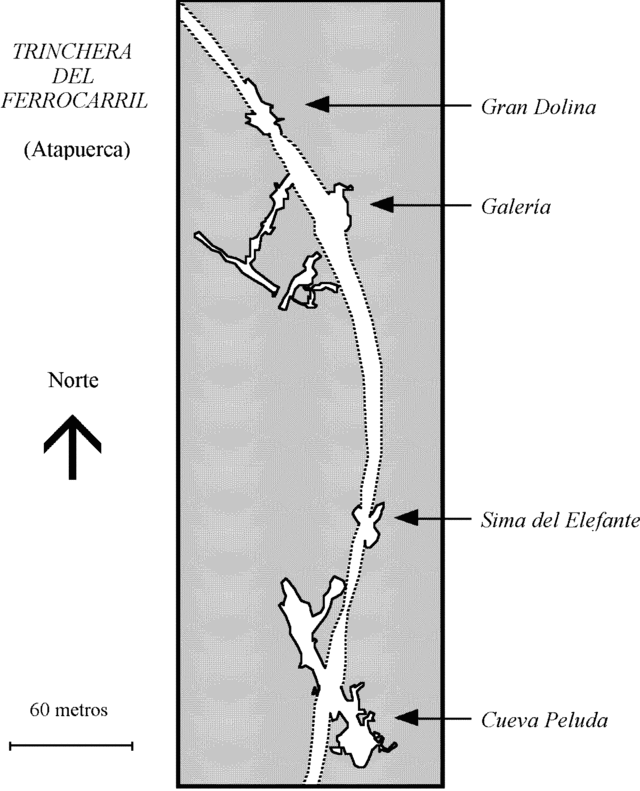 TRINCHERA
DEL
FERROCARRIL
(Atapuerca)
Gran Dolina
Galería
Norte
Sima del Elefante
60 metros
Cueva Peluda